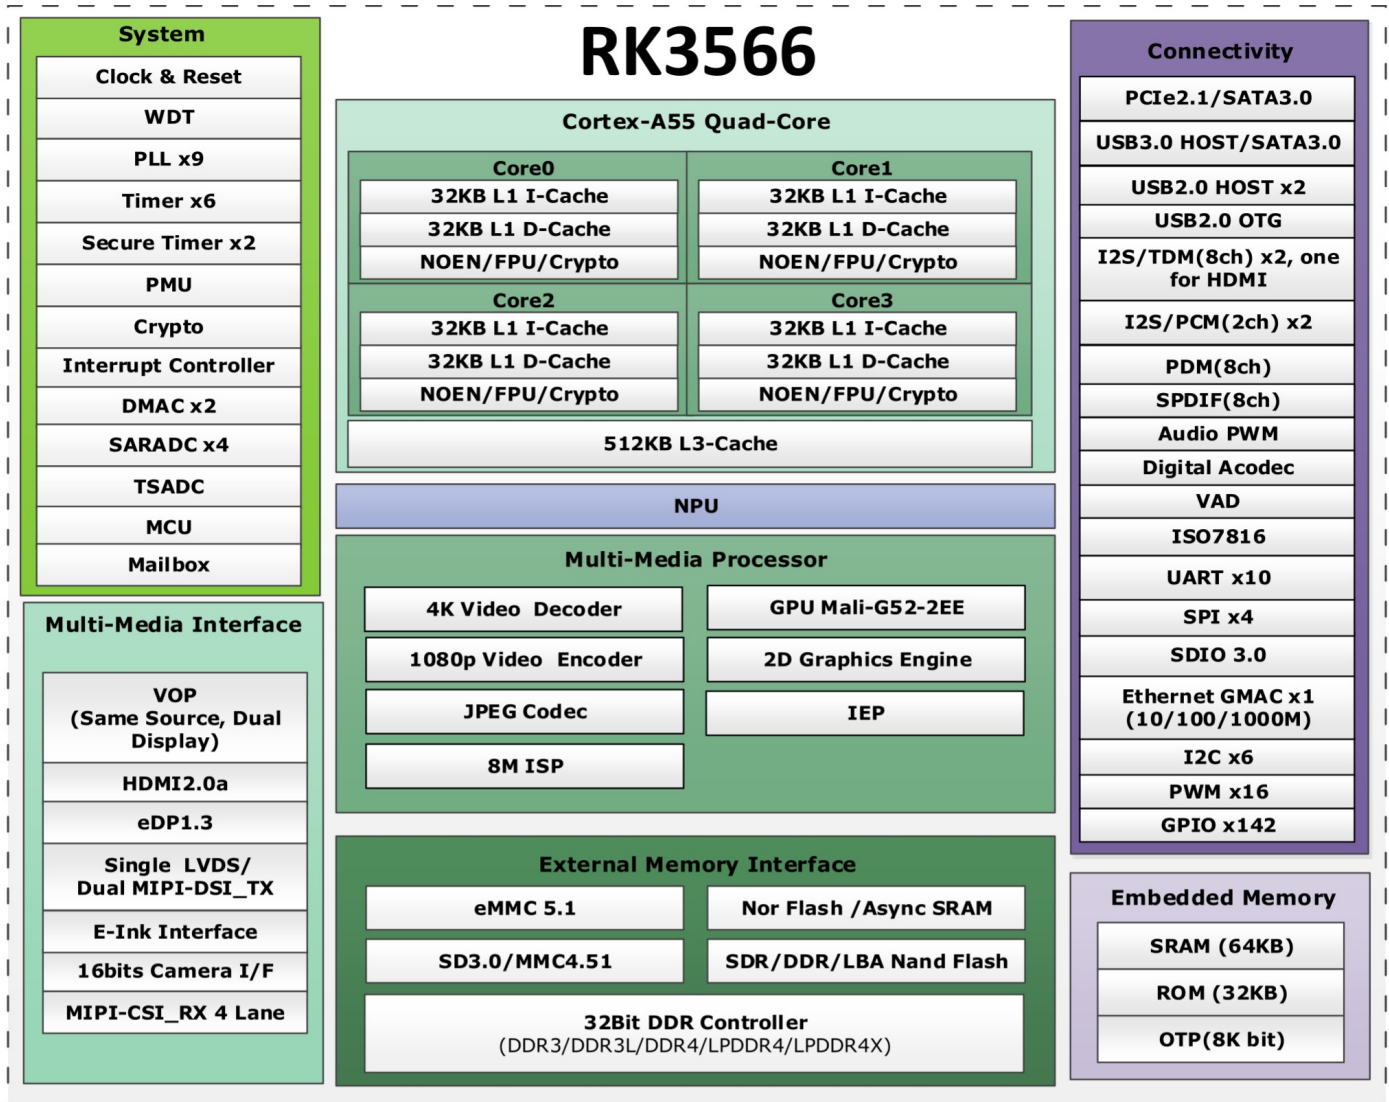 RK3566
System
Clock & Reset
WDT
PLL x9
Timer x6
Secure Timer x2
PMU
Crypto
Interrupt Controller
DMAC x2
SARADC x4
TSADC
MCU
Mailbox
Multi-Media Interface
VOP
(Same Source, Dual
Display)
HDMI2.0a
eDP1.3
Single LVDS/
Dual MIPI-DSI_TX
E-Ink Interface
16bits Camera I/F
MIPI-CSI_RX 4 Lane
Cortex-A55 Quad-Core
Core0
32KB L1 I-Cache
32KB L1 D-Cache
NOEN/FPU/Crypto
Core1
32KB L1 I-Cache
32KB L1 D-Cache
NOEN/FPU/Crypto
Core2
32KB L1 I-Cache
32KB L1 D-Cache
NOEN/FPU/Crypto
Core3
32KB L1 I-Cache
32KB L1 D-Cache
NOEN/FPU/Crypto
512KB L3-Cache
NPU
Multi-Media Processor
4K Video Decoder
1080p Video Encoder
JPEG Codec
8M ISP
GPU Mali-G52-2EE
2D Graphics Engine
IEP
External Memory Interface
eMMC 5.1
Nor Flash /Async SRAM
SD3.0/MMC4.51
SDR/DDR/LBA Nand Flash
32Bit DDR Controller
(DDR3/DDR3L/DDR4/LPDDR4/LPDDR4X)
Connectivity
PCIe2.1/SATA3.0
USB3.0 HOST/SATA3.0
USB2.0 HOST x2
USB2.0 OTG
I2S/TDM(8ch) x2, one
for HDMI
I2S/PCM(2ch) x2
PDM(8ch)
SPDIF(8ch)
Audio PWM
Digital Acodec
VAD
ISO7816
UART x10
SPI x4
SDIO 3.0
Ethernet GMAC x1
(10/100/1000M)
I2C x6
PWM x16
GPIO x142
Embedded Memory
SRAM (64KB)
ROM (32KB)
OTP(8K bit)